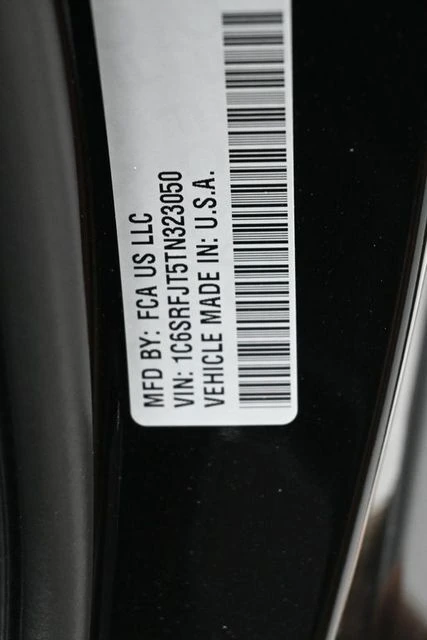 MFD BY: FCA US LLC
VIN: 1C6SRFJT5TN323050
VEHICLE MADE IN: U.S.A.